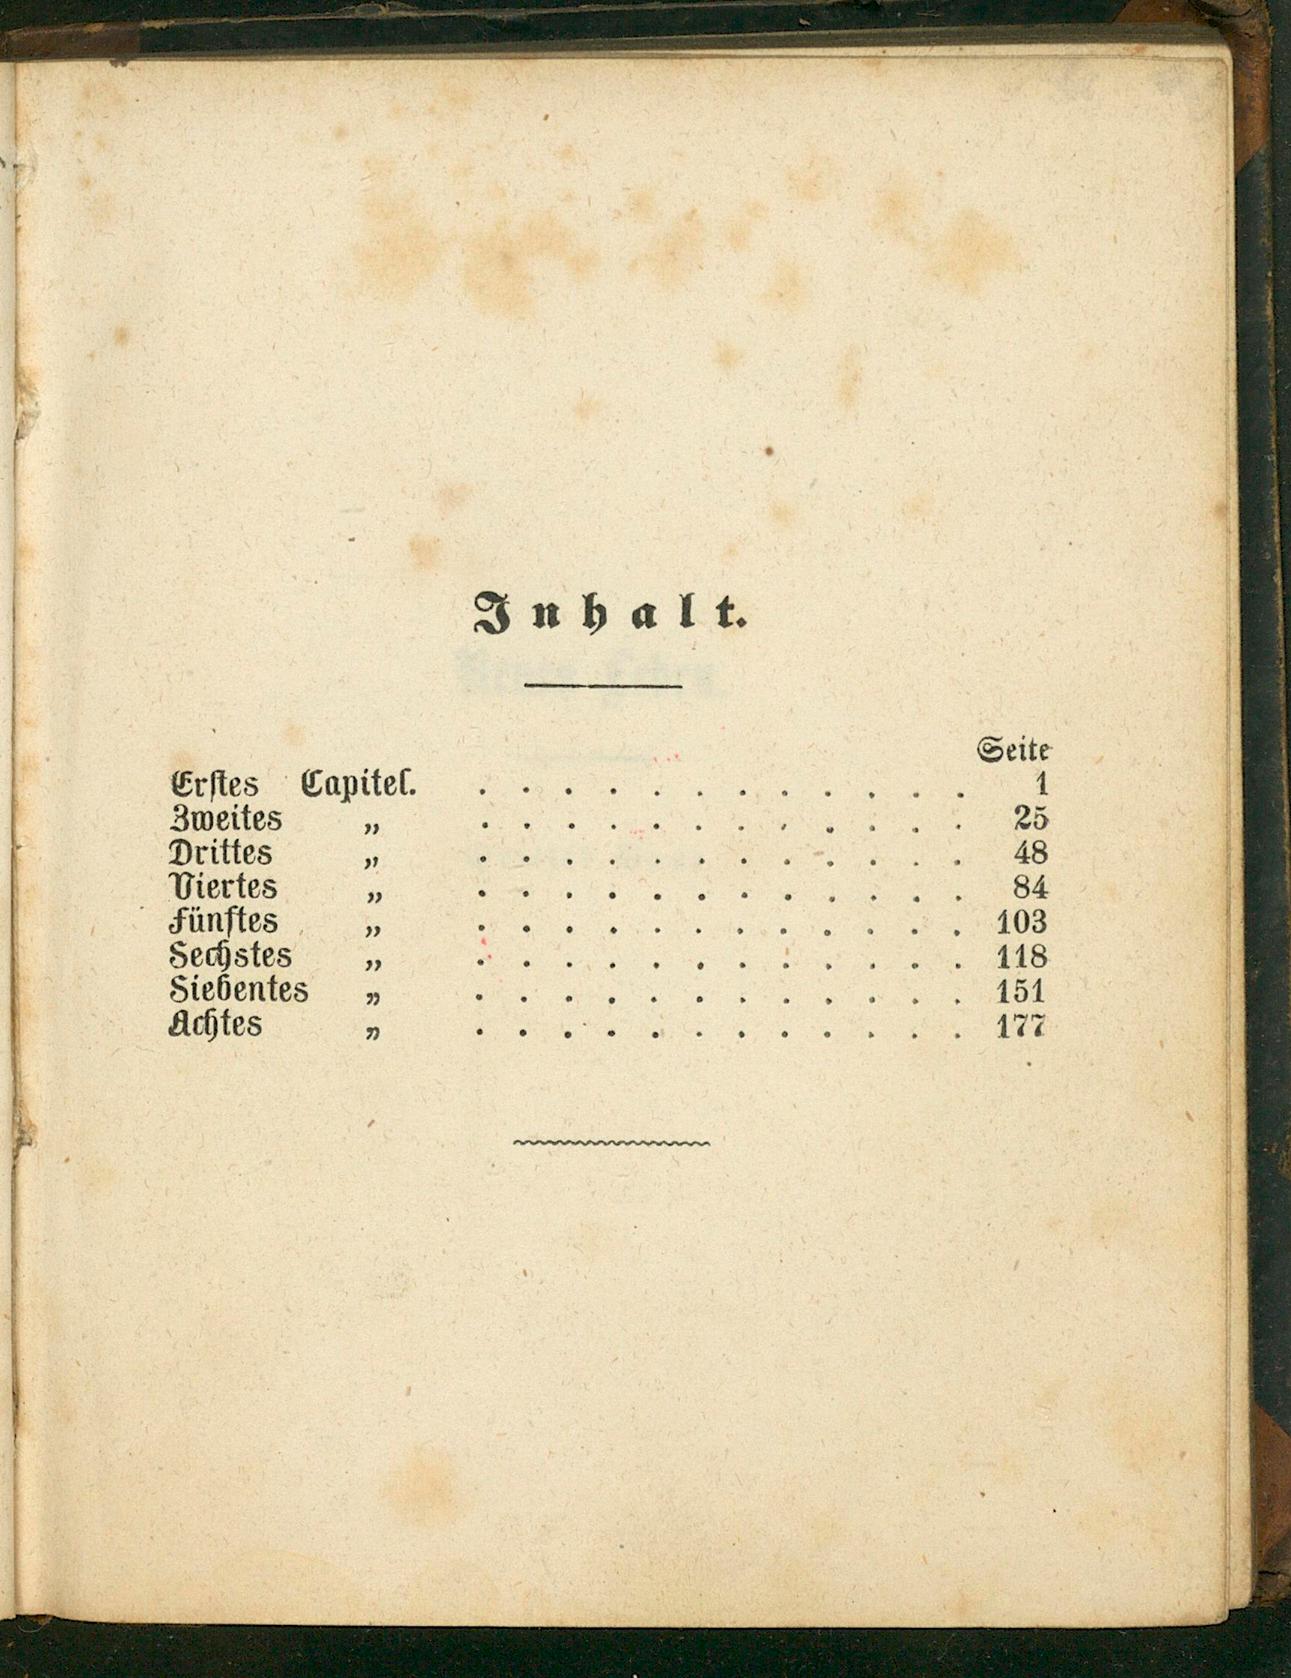 Inhalt.
Seite
Erstes Capitel. . . . . . . . . . . . . 1
Zweites „ . . . . . . . . . . . . 25
Drittes „ . . . . . . . . . . . . 48
Viertes „ . . . . . . . . . . . . 84
Fünftes „ . . . . . . . . . . . . 103
Sechstes „ . . . . . . . . . . . . 118
Siebentes „ . . . . . . . . . . . . 151
Achtes „ . . . . . . . . . . . . 177